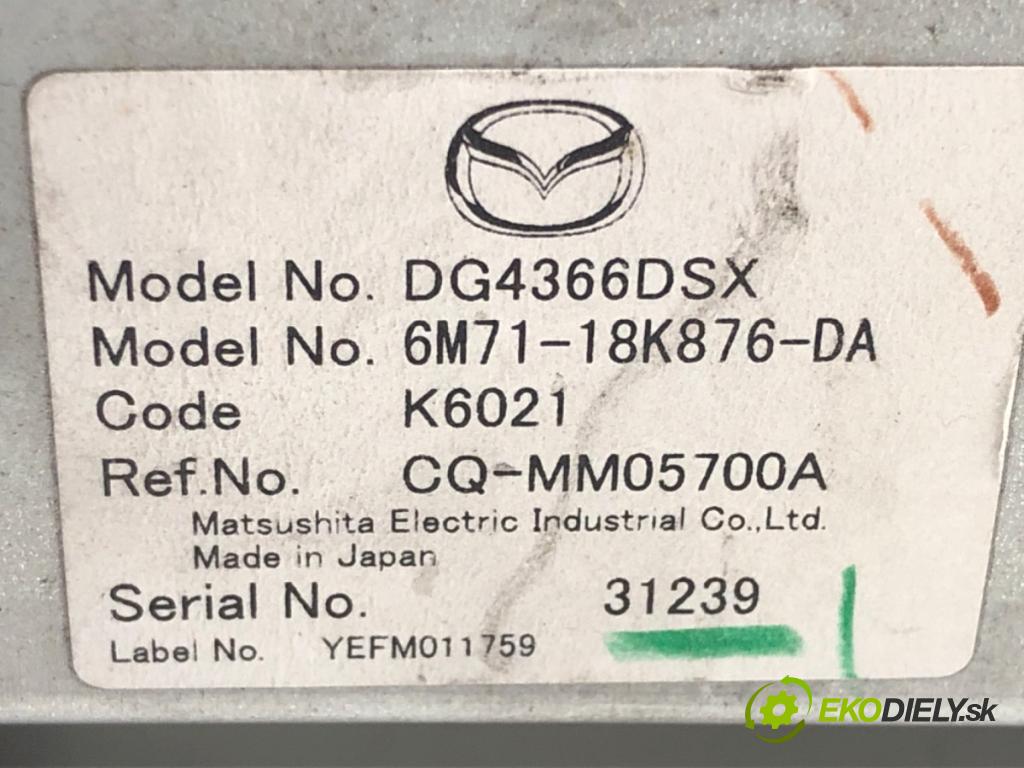 Model No. DG4366DSX
Model No. 6M71-18K876-DA
Code K6021
Ref.No. CQ-MM05700A
Matsushita Electric Industrial Co.,Ltd.
Made in Japan
Serial No. 31239
Label No. YEFM011759
EKODIELY.sk